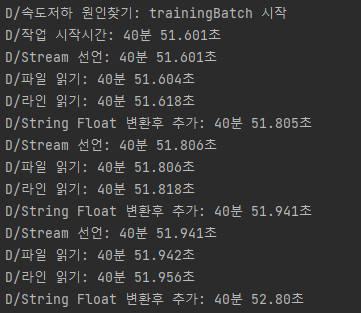 D/속도저하 원인찾기: trainingBatch 시작
D/작업 시작시간: 40분 51.601초
D/Stream 선언: 40분 51.601초
D/파일 읽기: 40분 51.604초
D/라인 읽기: 40분 51.618초
D/String Float 변환후 추가: 40분 51.805초
D/Stream 선언: 40분 51.806초
D/파일 읽기: 40분 51.806초
D/라인 읽기: 40분 51.818초
D/String Float 변환후 추가: 40분 51.941초
D/Stream 선언: 40분 51.941초
D/파일 읽기: 40분 51.942초
D/라인 읽기: 40분 51.956초
D/String Float 변환후 추가: 40분 52.80초